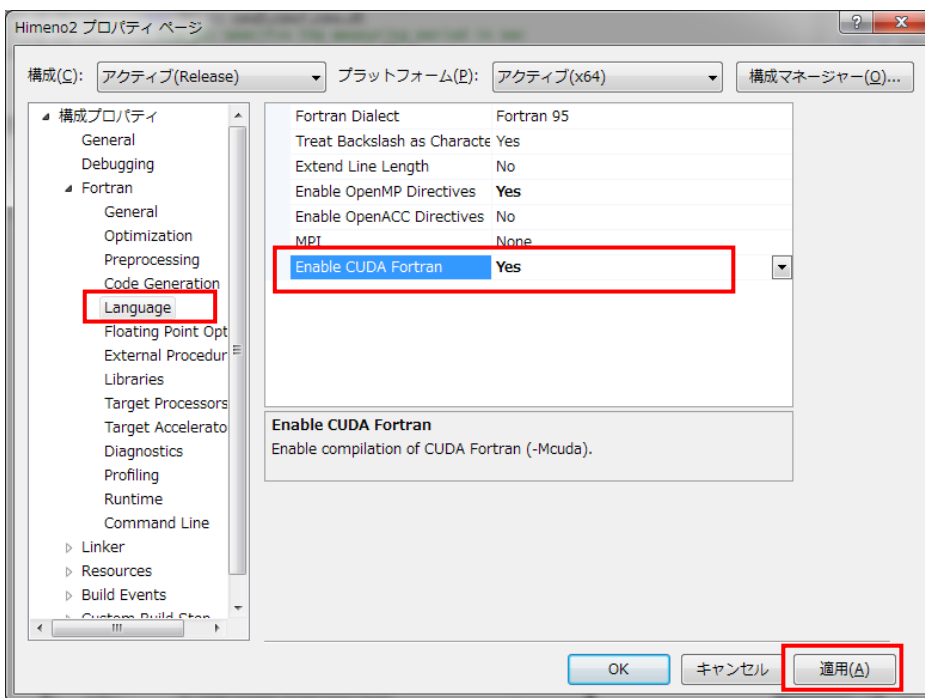 Himeno2 プロパティ ページ
構成(C): アクティブ(Release) プラットフォーム(P): アクティブ(x64) 構成マネージャー(O)...
構成プロパティ
General
Debugging
Fortran
General
Optimization
Preprocessing
Code Generation
Language
Floating Point Opt
External Procedur
Libraries
Target Processors
Target Accelerato
Diagnostics
Profiling
Runtime
Command Line
Linker
Resources
Build Events
Custom Build Step
Fortran Dialect Fortran 95
Treat Backslash as Characte Yes
Extend Line Length No
Enable OpenMP Directives Yes
Enable OpenACC Directives No
MPI None
Enable CUDA Fortran Yes
Enable CUDA Fortran
Enable compilation of CUDA Fortran (-Mcuda).
OK キャンセル 適用(A)